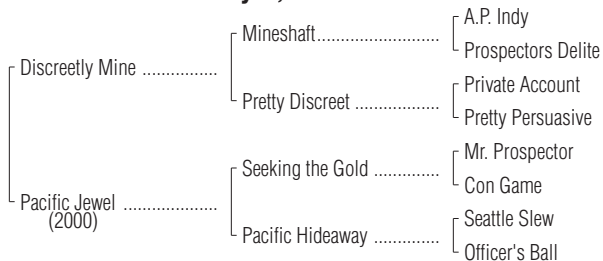 A.P. Indy
Mineshaft..................
Prospectors Delite
Discreetly Mine ................
Private Account
Pretty Discreet ..................
Pretty Persuasive
Mr. Prospector
Seeking the Gold ................
Con Game
Pacific Jewel ....................
(2000)
Seattle Slew
Pacific Hideaway ..............
Officer's Ball